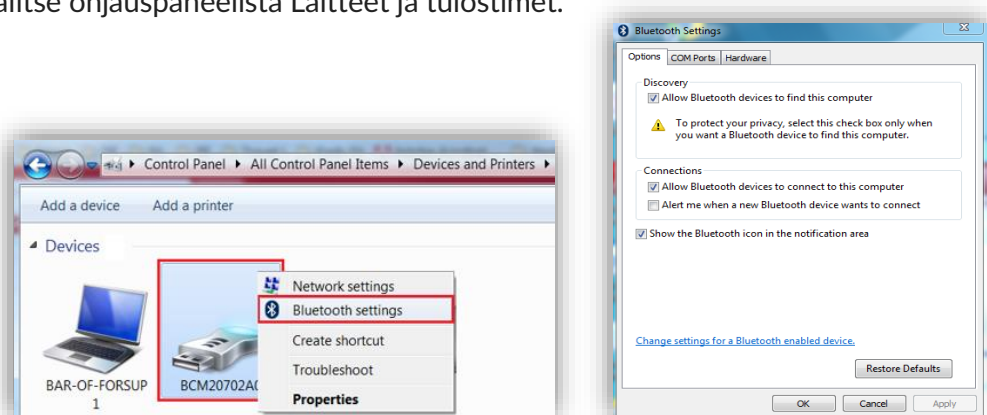 alitse ohjauspaneelista Laitteet ja tulostimet.
Control Panel Ⅰ All Control Panel Items Devices and Printers
Add a device Add a printer
Devices
Network settings
Bluetooth settings
Create shortcut
Troubleshoot
Properties
BAR-OF-FORSUP
1
BCM20702A0
Bluetooth Settings
Options COM Ports Hardware
Discovery
Allow Bluetooth devices to find this computer
To protect your privacy, select this check box only when
you want a Bluetooth device to find this computer.
Connections
Allow Bluetooth devices to connect to this computer
Alert me when a new Bluetooth device wants to connect
Show the Bluetooth icon in the notification area
Change settings for a Bluetooth enabled device.
Restore Defaults
OK Cancel Apply